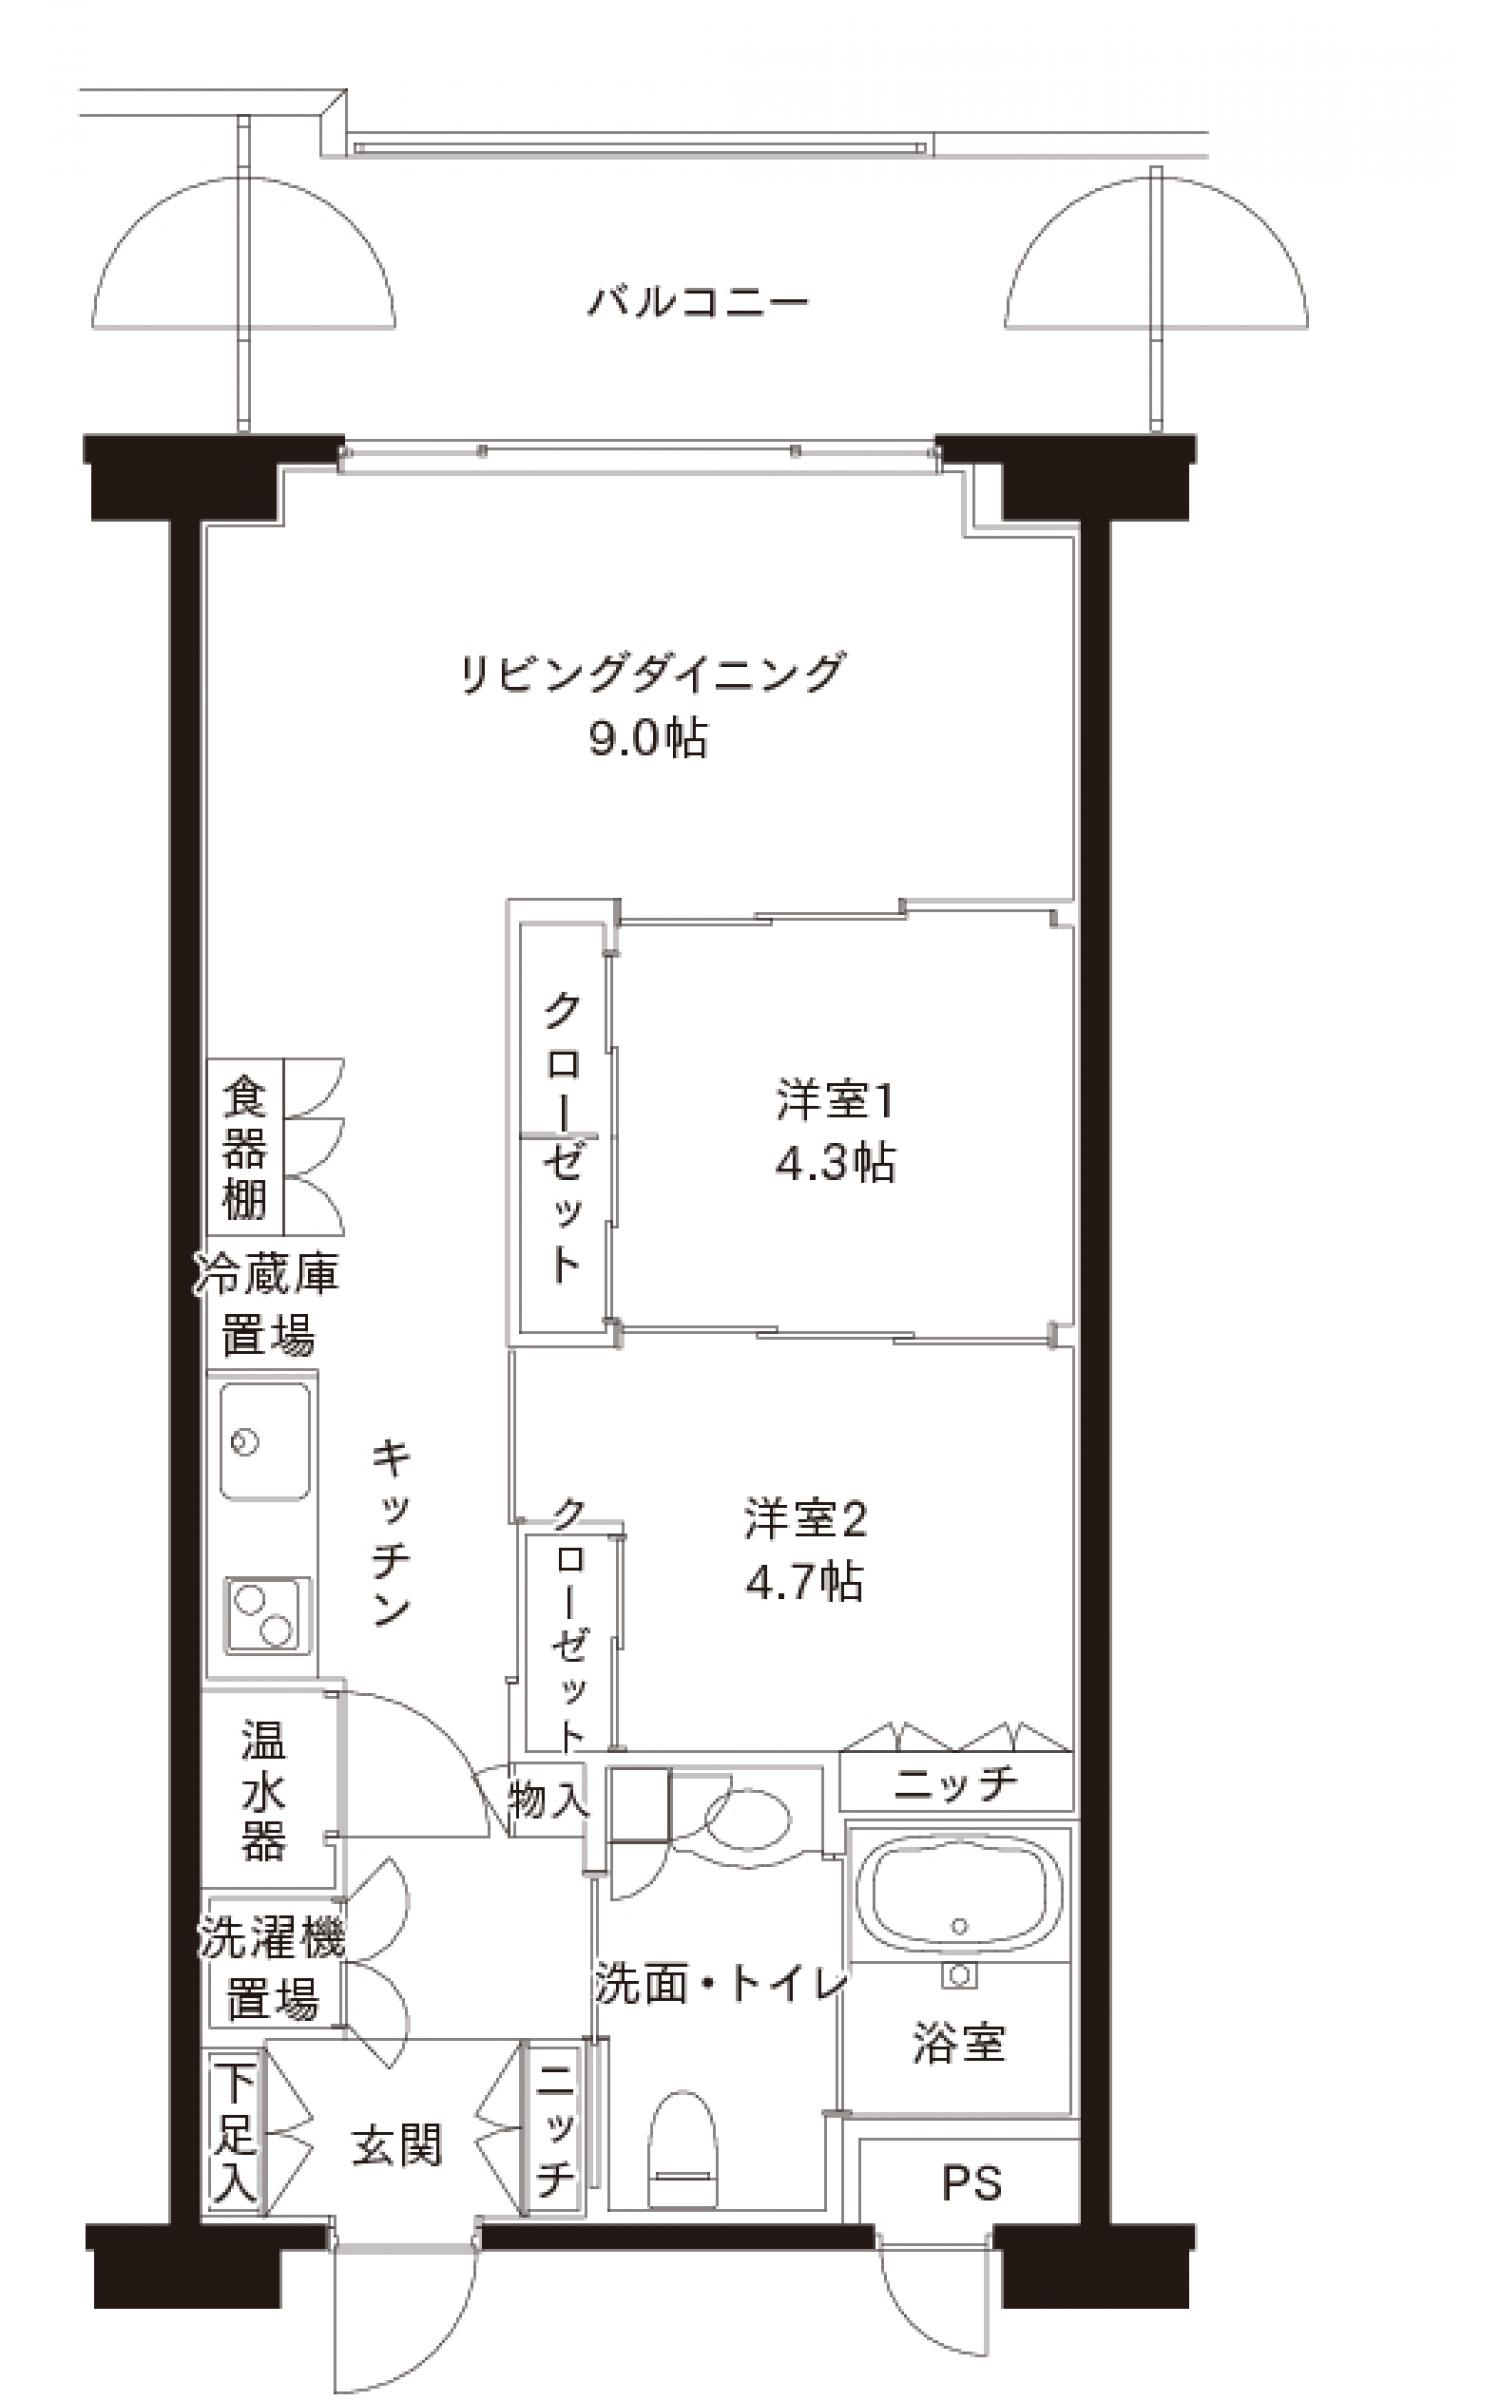 バルコニー
リビングダイニング
9.0帖
クローゼット
洋室1
4.3帖
食器棚
冷蔵庫
置場
キッチン
クローゼット
洋室2
4.7帖
温水器
物入
ニッチ
洗濯機
置場
洗面・トイレ
浴室
下足入
玄関
ニッチ
PS